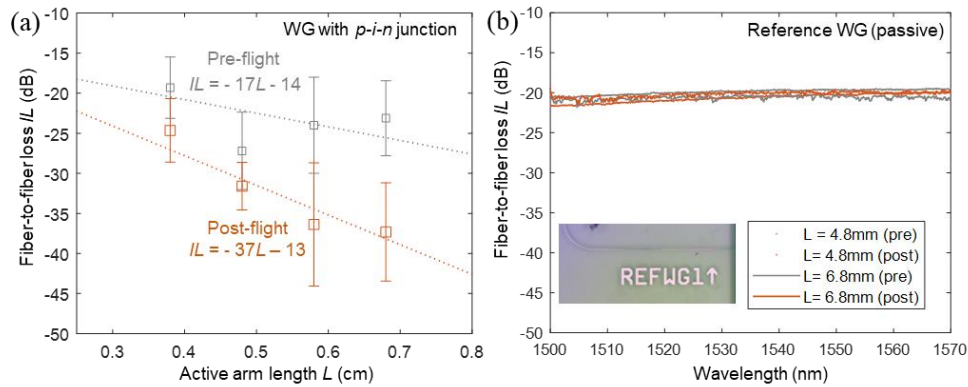 (a)
WG with p-i-n junction
Pre-flight
IL = - 17L - 14
Post-flight
IL = - 37L – 13
Fiber-to-fiber loss IL (dB)
-10
-15
-20
-25
-30
-35
-40
-45
-50
0.3 0.4 0.5 0.6 0.7 0.8
Active arm length L (cm)
(b)
Reference WG (passive)
Fiber-to-fiber loss IL (dB)
-10
-15
-20
-25
-30
-35
-40
-45
-50
REFWG1↑
L = 4.8mm (pre)
L = 4.8mm (post)
L= 6.8mm (pre)
L= 6.8mm (post)
1500 1510 1520 1530 1540 1550 1560 1570
Wavelength (nm)